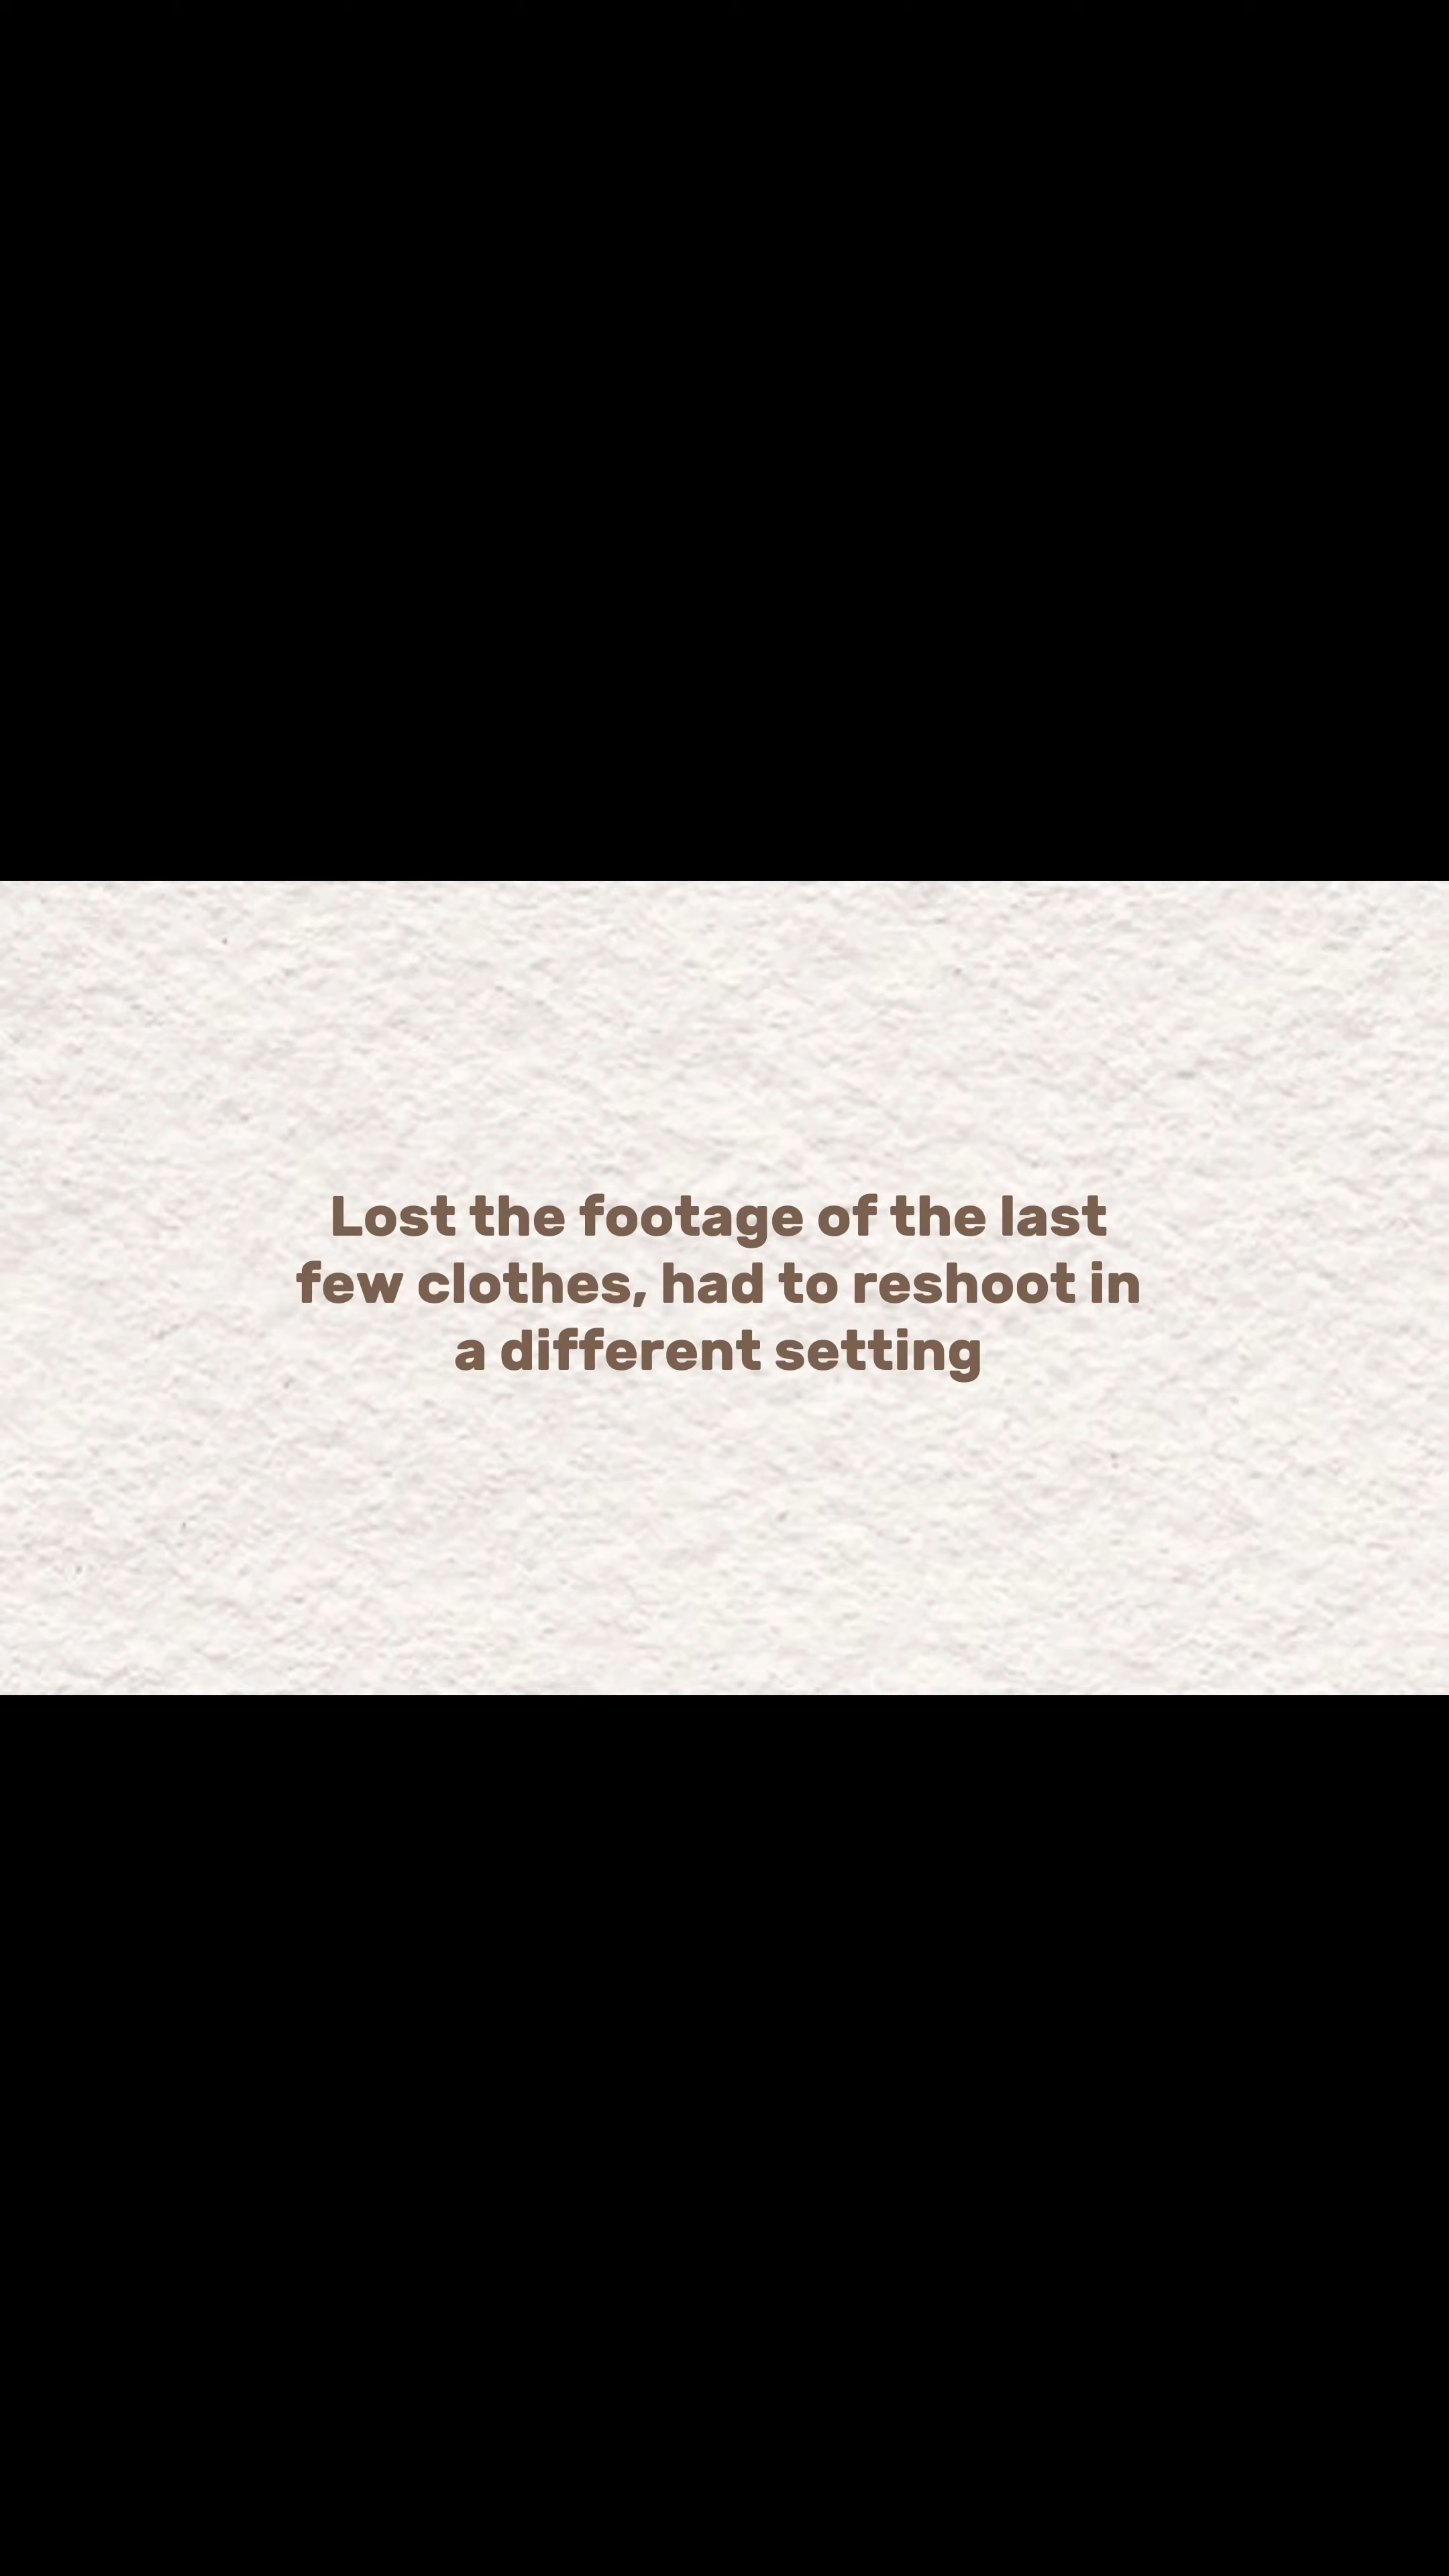 Lost the footage of the last
few clothes, had to reshoot in
a different setting